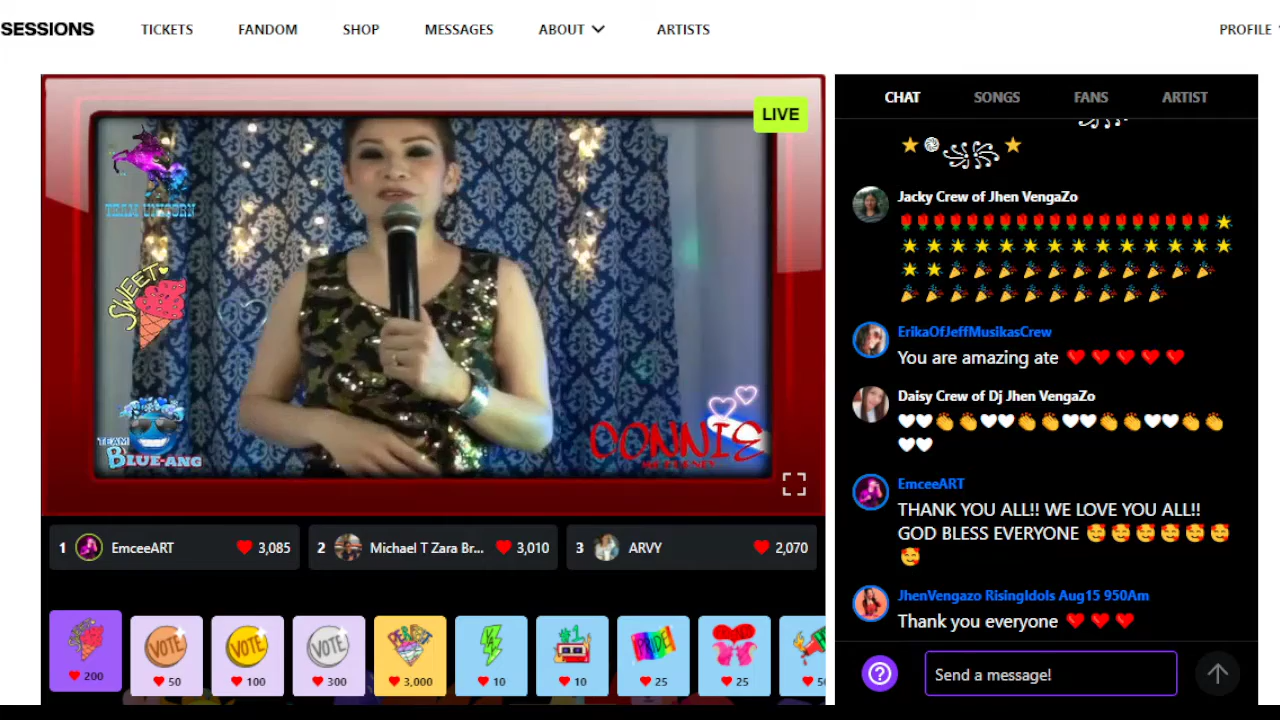 SESSIONS TICKETS FANDOM SHOP MESSAGES ABOUT ARTISTS PROFILE
LIVE
TEAM UNICORN
SWEET
TEAM
BLUE-ANG
CONNIE
1 EmceeART 3,085 2 Michael T Zara Br... 3,010 3 ARVY 2,070
VOTE VOTE VOTE PRIDE
200 50 100 300 3,000 10 10 25 25
CHAT SONGS FANS ARTIST
Jacky Crew of Jhen VengaZo
ErikaOfJeffMusikasCrew
You are amazing ate
Daisy Crew of Dj Jhen VengaZo
EmceeART
THANK YOU ALL!! WE LOVE YOU ALL!!
GOD BLESS EVERYONE
JhenVengazo RisingIdols Aug15 950Am
Thank you everyone
Send a message!